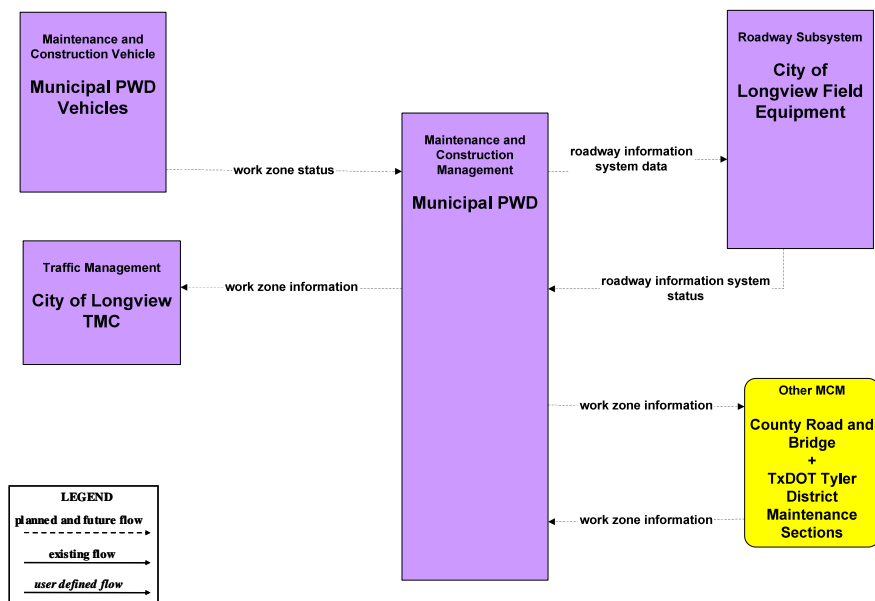 Maintenance and
Construction Vehicle
Municipal PWD
Vehicles
work zone status
Maintenance and
Construction
Management
Municipal PWD
roadway information
system data
Roadway Subsystem
City of
Longview Field
Equipment
Traffic Management
City of Longview
TMC
work zone information
roadway information system
status
work zone information
Other MCM
County Road and
Bridge
+
TxDOT Tyler
District
Maintenance
Sections
work zone information
LEGEND
planned and future flow
existing flow
user defined flow